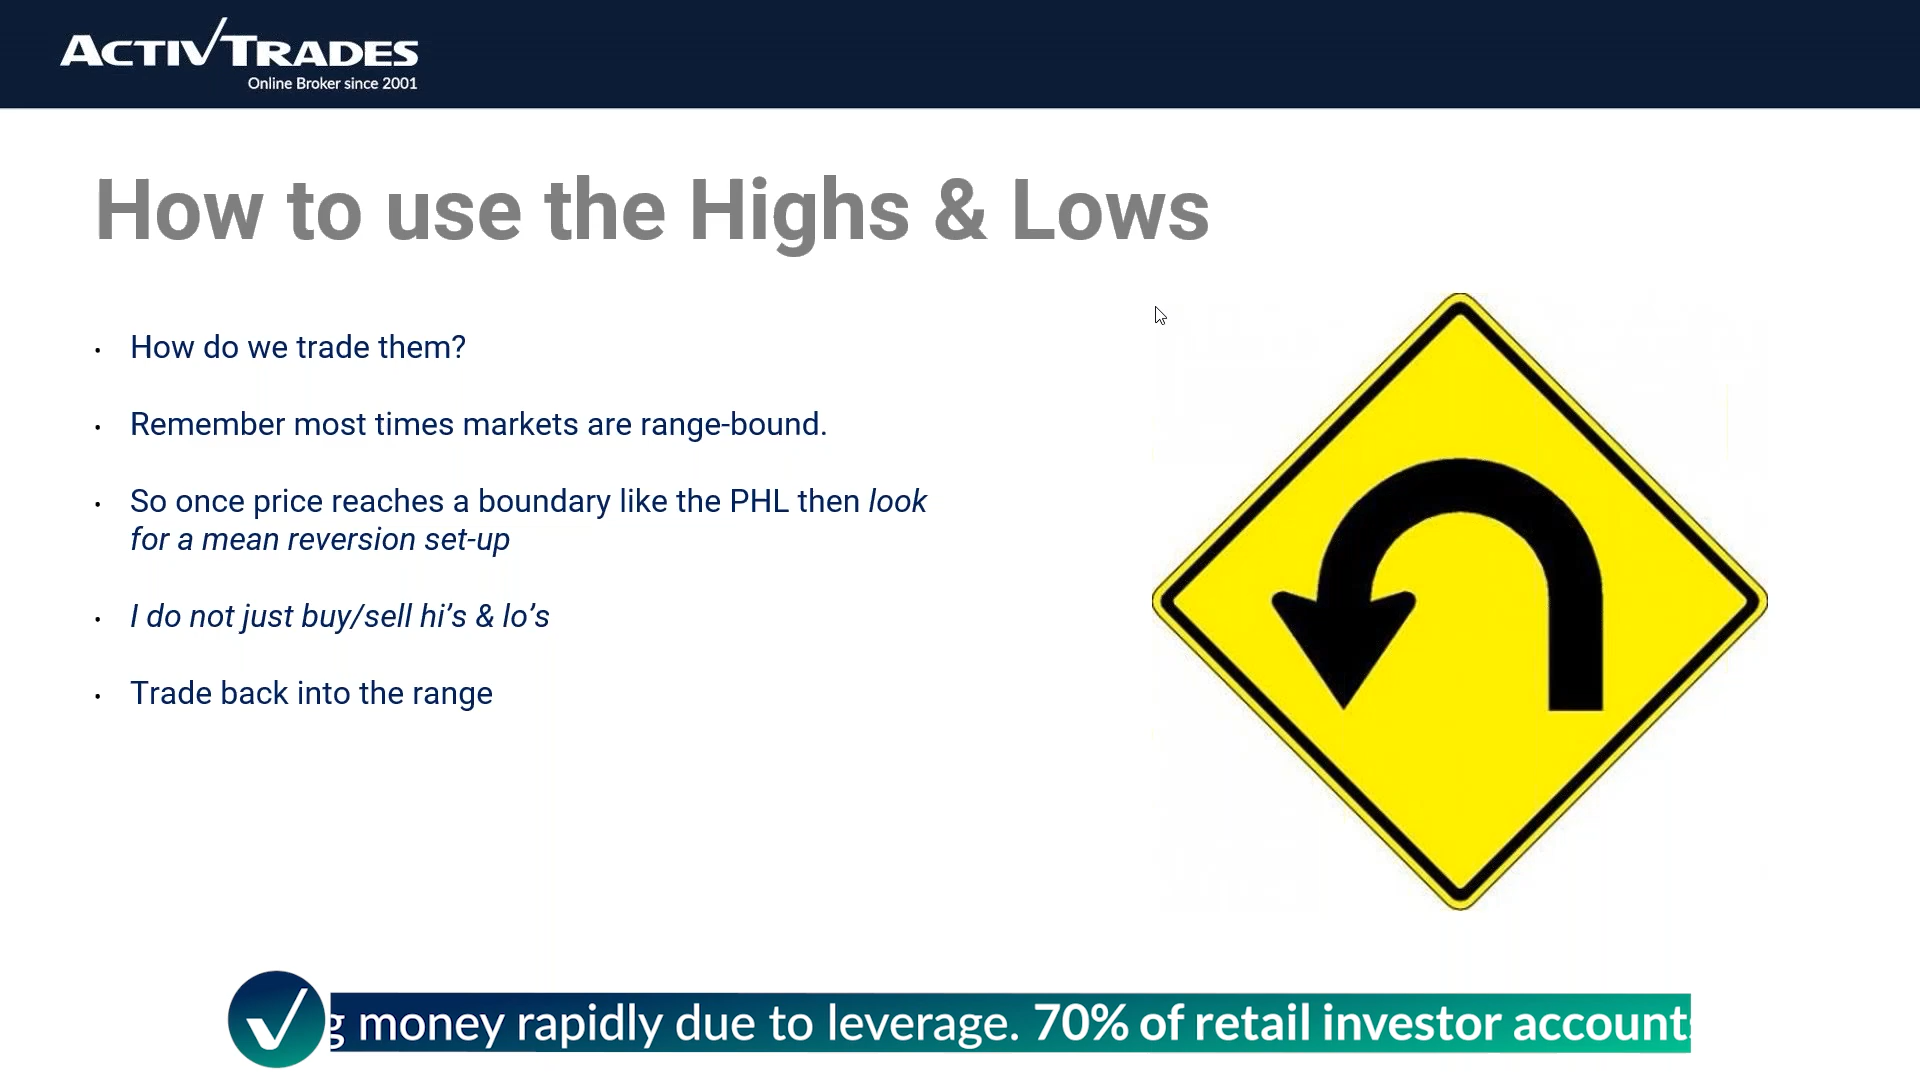 ACTIVTRADES
Online Broker since 2001
How to use the Highs & Lows
• How do we trade them?
• Remember most times markets are range-bound.
• So once price reaches a boundary like the PHL then look
for a mean reversion set-up
• I do not just buy/sell hi’s & lo’s
• Trade back into the range
money rapidly due to leverage. 70% of retail investor account